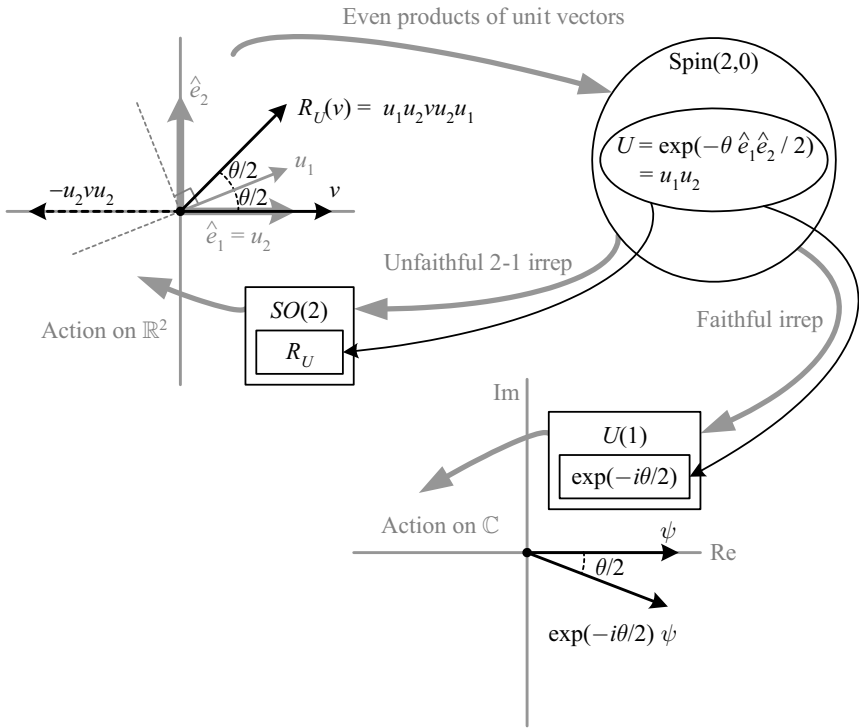 Even products of unit vectors
Spin(2,0)
ê₂
R_U(v) = u₁u₂vu₂u₁
U = exp(−θ ê₁ê₂ / 2)
= u₁u₂
θ/2
u₁
−u₂vu₂
θ/2
v
ê₁ = u₂
Unfaithful 2-1 irrep
SO(2)
Action on ℝ²
R_U
Faithful irrep
Im
U(1)
exp(−iθ/2)
Action on ℂ
ψ
Re
θ/2
exp(−iθ/2) ψ